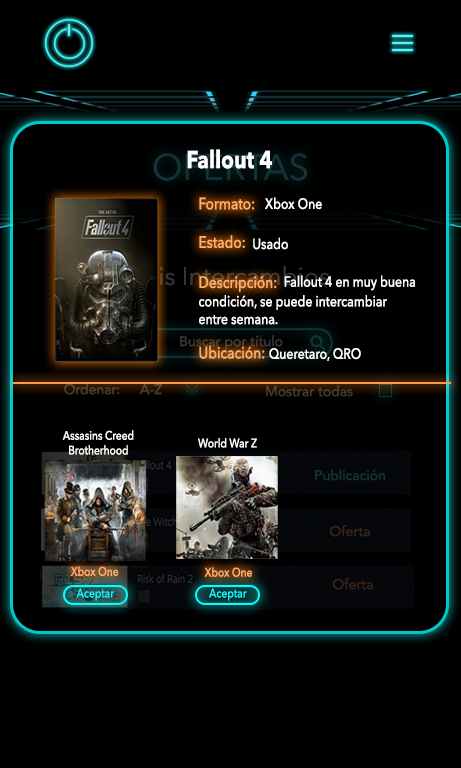 OFERTAS
Fallout 4
Formato: Xbox One
THE ART OF
Fallout 4
Estado: Usado
Mis Intercambios
Descripción: Fallout 4 en muy buena
condición, se puede intercambiar
entre semana.
Buscar por título
Ubicación: Queretaro, QRO
Ordenar: A-Z
Mostrar todas
Assasins Creed
Brotherhood
World War Z
Fallout 4
Publicación
The Witch
Oferta
Xbox One
Xbox One
Risk of Rain 2
Oferta
Aceptar
Aceptar